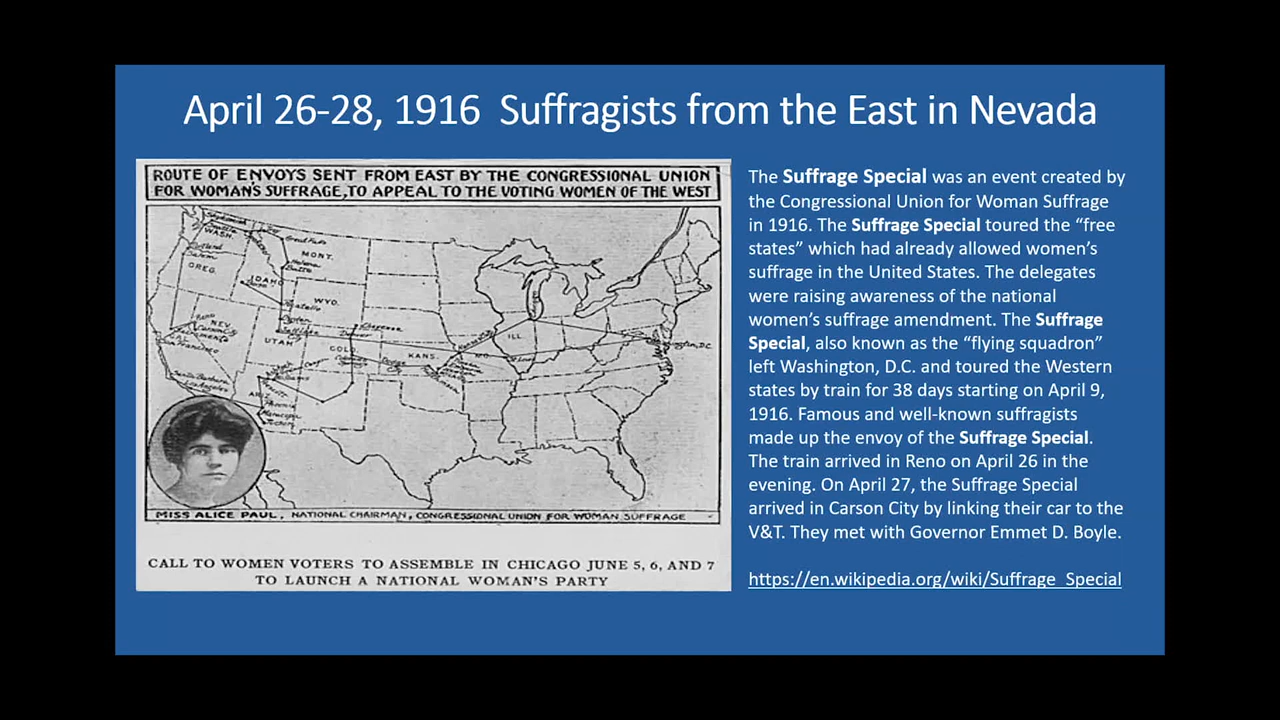 April 26-28, 1916 Suffragists from the East in Nevada
ROUTE OF ENVOYS SENT FROM EAST BY THE CONGRESSIONAL UNION
FOR WOMAN'S SUFFRAGE, TO APPEAL TO THE VOTING WOMEN OF THE WEST
WASH.
Great Falls
MONT.
Helena
Butte
OREG.
IDAHO
WYO.
Cheyenne
NEV.
UTAH
COLO.
KANS.
MO.
ILL
Washington, D.C.
Phoenix
Maricopa
Tucson
MISS ALICE PAUL, NATIONAL CHAIRMAN, CONGRESSIONAL UNION FOR WOMAN SUFFRAGE
CALL TO WOMEN VOTERS TO ASSEMBLE IN CHICAGO JUNE 5, 6, AND 7
TO LAUNCH A NATIONAL WOMAN'S PARTY
The Suffrage Special was an event created by
the Congressional Union for Woman Suffrage
in 1916. The Suffrage Special toured the “free
states” which had already allowed women’s
suffrage in the United States. The delegates
were raising awareness of the national
women’s suffrage amendment. The Suffrage
Special, also known as the “flying squadron”
left Washington, D.C. and toured the Western
states by train for 38 days starting on April 9,
1916. Famous and well-known suffragists
made up the envoy of the Suffrage Special.
The train arrived in Reno on April 26 in the
evening. On April 27, the Suffrage Special
arrived in Carson City by linking their car to the
V&T. They met with Governor Emmet D. Boyle.
https://en.wikipedia.org/wiki/Suffrage_Special